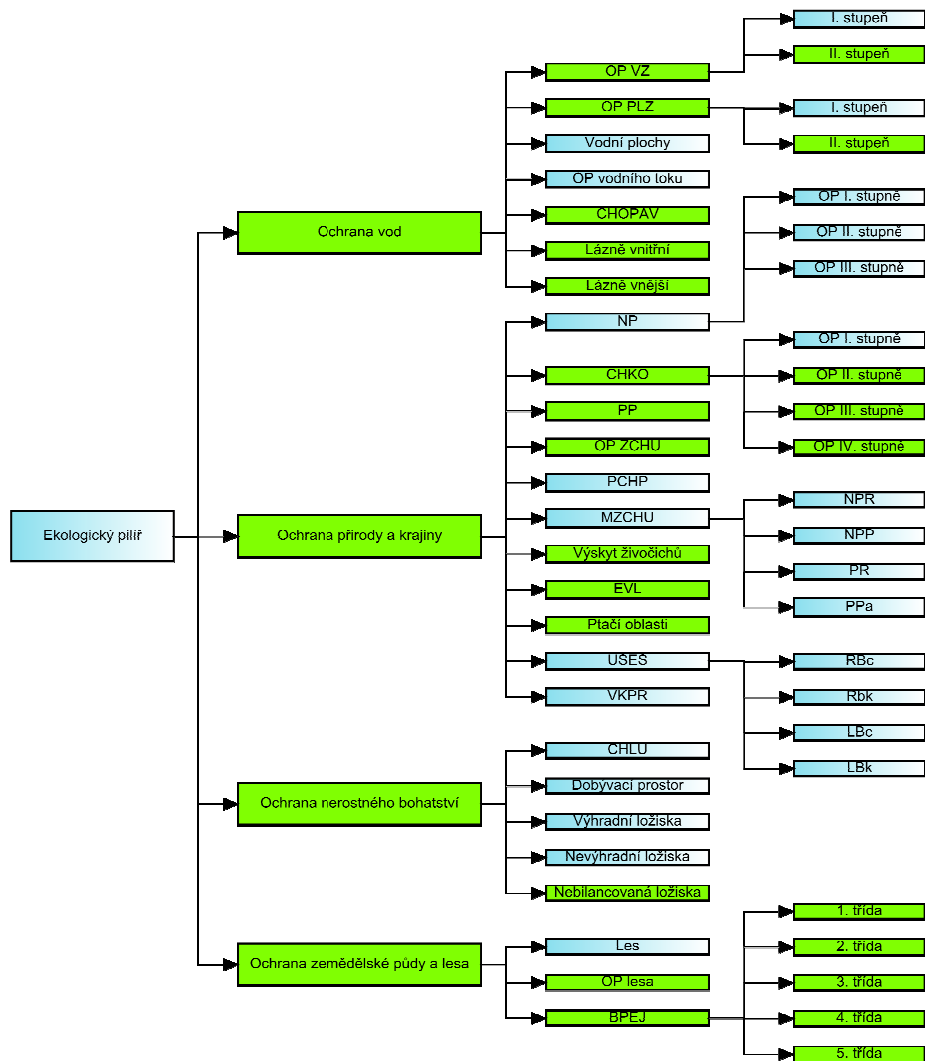 Ekologický pilíř
Ochrana vod
OP VZ
I. stupeň
II. stupeň
OP PLZ
I. stupeň
II. stupeň
Vodní plochy
OP vodního toku
CHOPAV
Lázně vnitřní
Lázně vnější
Ochrana přírody a krajiny
NP
OP I. stupně
OP II. stupně
OP III. stupně
CHKO
OP I. stupně
OP II. stupně
OP III. stupně
OP IV. stupně
PP
OP ZCHU
PCHP
MZCHU
NPR
NPP
PR
PPa
Výskyt živočichů
EVL
Ptačí oblasti
USES
RBc
Rbk
LBc
LBk
VKPR
Ochrana nerostného bohatství
CHLU
Dobývací prostor
Výhradní ložiska
Nevýhradní ložiska
Nebilancovaná ložiska
Ochrana zemědělské půdy a lesa
Les
OP lesa
BPEJ
1. třída
2. třída
3. třída
4. třída
5. třída